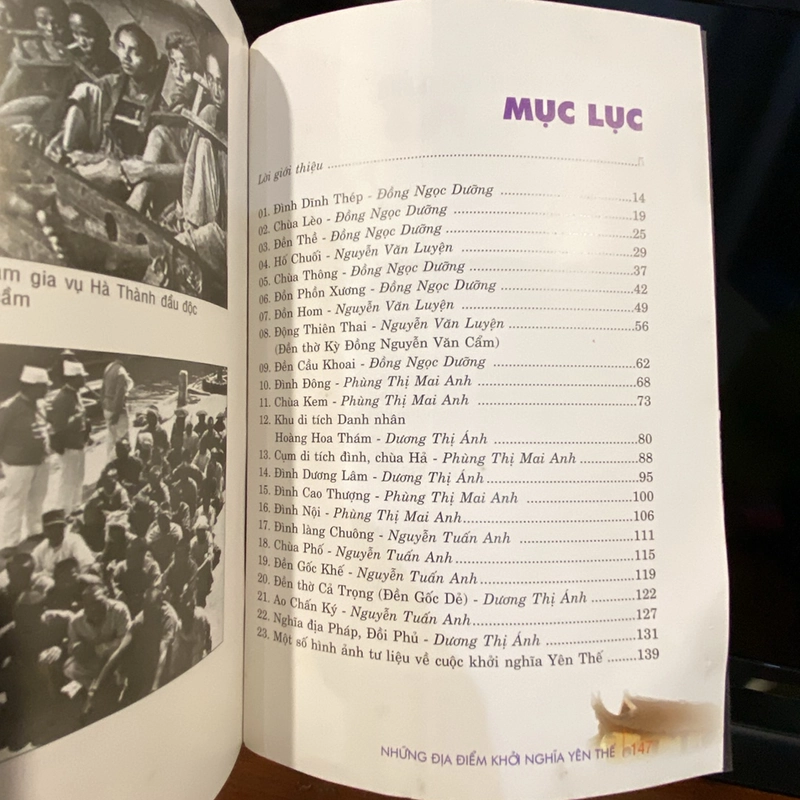 ăm gia vụ Hà Thành đầu độc
ẩm
MỤC LỤC
Lời giới thiệu ........................................................ 5
01. Đình Dĩnh Thép - Đồng Ngọc Dưỡng ........................ 14
02. Chùa Lèo - Đồng Ngọc Dưỡng ........................ 19
03. Đền Thề - Đồng Ngọc Dưỡng ........................ 25
04. Hố Chuối - Nguyễn Văn Luyện ........................ 29
05. Chùa Thông - Đồng Ngọc Dưỡng ........................ 37
06. Đồn Phồn Xương - Đồng Ngọc Dưỡng ........................ 42
07. Đồn Hom - Nguyễn Văn Luyện ........................ 49
08. Động Thiên Thai - Nguyễn Văn Luyện ........................ 56
(Đền thờ Kỳ Đồng Nguyễn Văn Cẩm)
09. Đền Cầu Khoai - Đồng Ngọc Dưỡng ........................ 62
10. Đình Đông - Phùng Thị Mai Anh ........................ 68
11. Chùa Kem - Phùng Thị Mai Anh ........................ 73
12. Khu di tích Danh nhân
Hoàng Hoa Thám - Dương Thị Ánh ........................ 80
13. Cụm di tích đình, chùa Hả - Phùng Thị Mai Anh ............ 88
14. Đình Dương Lâm - Dương Thị Ánh ........................ 95
15. Đình Cao Thượng - Phùng Thị Mai Anh .................... 100
16. Đình Nội - Phùng Thị Mai Anh ........................ 106
17. Đình làng Chuông - Nguyễn Tuấn Anh .................... 111
18. Chùa Phố - Nguyễn Tuấn Anh ........................ 115
19. Đền Gốc Khế - Nguyễn Tuấn Anh ........................ 119
20. Đền thờ Cả Trọng (Đền Gốc Dẻ) - Dương Thị Ánh ............ 122
21. Ao Chấn Ký - Nguyễn Tuấn Anh ........................ 127
22. Nghĩa địa Pháp, Đồi Phủ - Dương Thị Ánh .................... 131
23. Một số hình ảnh tư liệu về cuộc khởi nghĩa Yên Thế ........ 139
NHỮNG ĐỊA ĐIỂM KHỞI NGHĨA YÊN THẾ 147